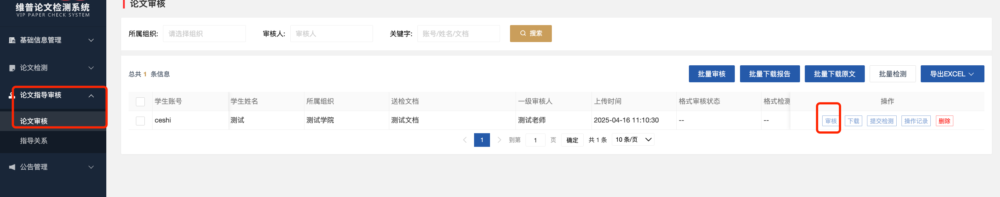 维普论文检测系统
VIP PAPER CHECK SYSTEM
基础信息管理
论文检测
论文指导审核
论文审核
指导关系
公告管理
论文审核
所属组织: 请选择组织 审核人: 审核人 关键字: 账号/姓名/文档 搜索
总共 1 条信息 批量审核 批量下载报告 批量下载原文 批量检测 导出EXCEL
学生账号 学生姓名 所属组织 送检文档 一级审核人 上传时间 格式审核状态 格式检测 操作
ceshi 测试 测试学院 测试文档 测试老师 2025-04-16 11:10:30 -- -- 审核 下载 提交检测 操作记录 删除
1 到第 1 页 确定 共 1 条 10 条/页